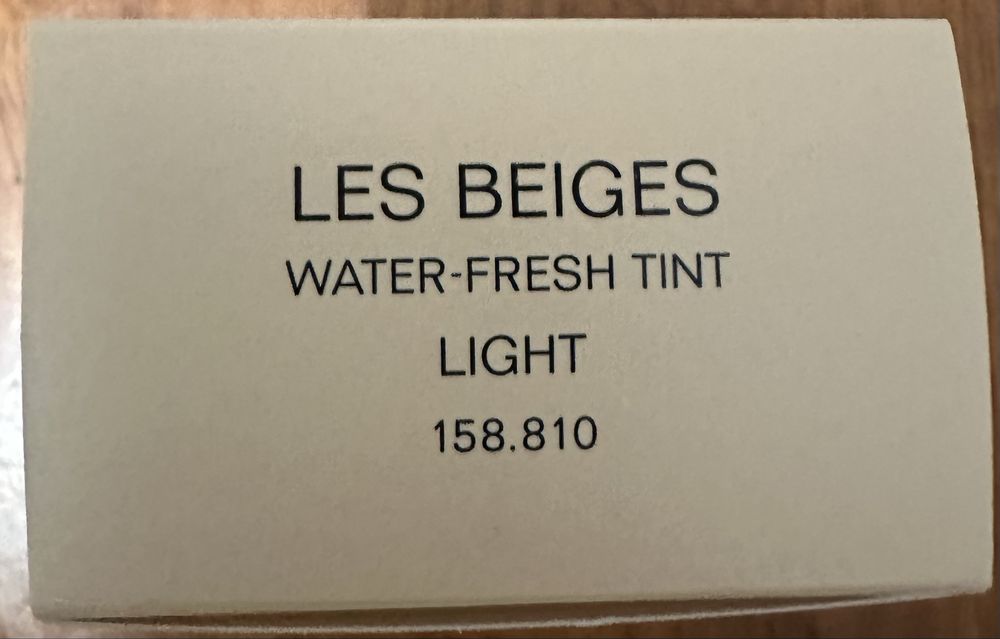 LES BEIGES
WATER-FRESH TINT
LIGHT
158.810